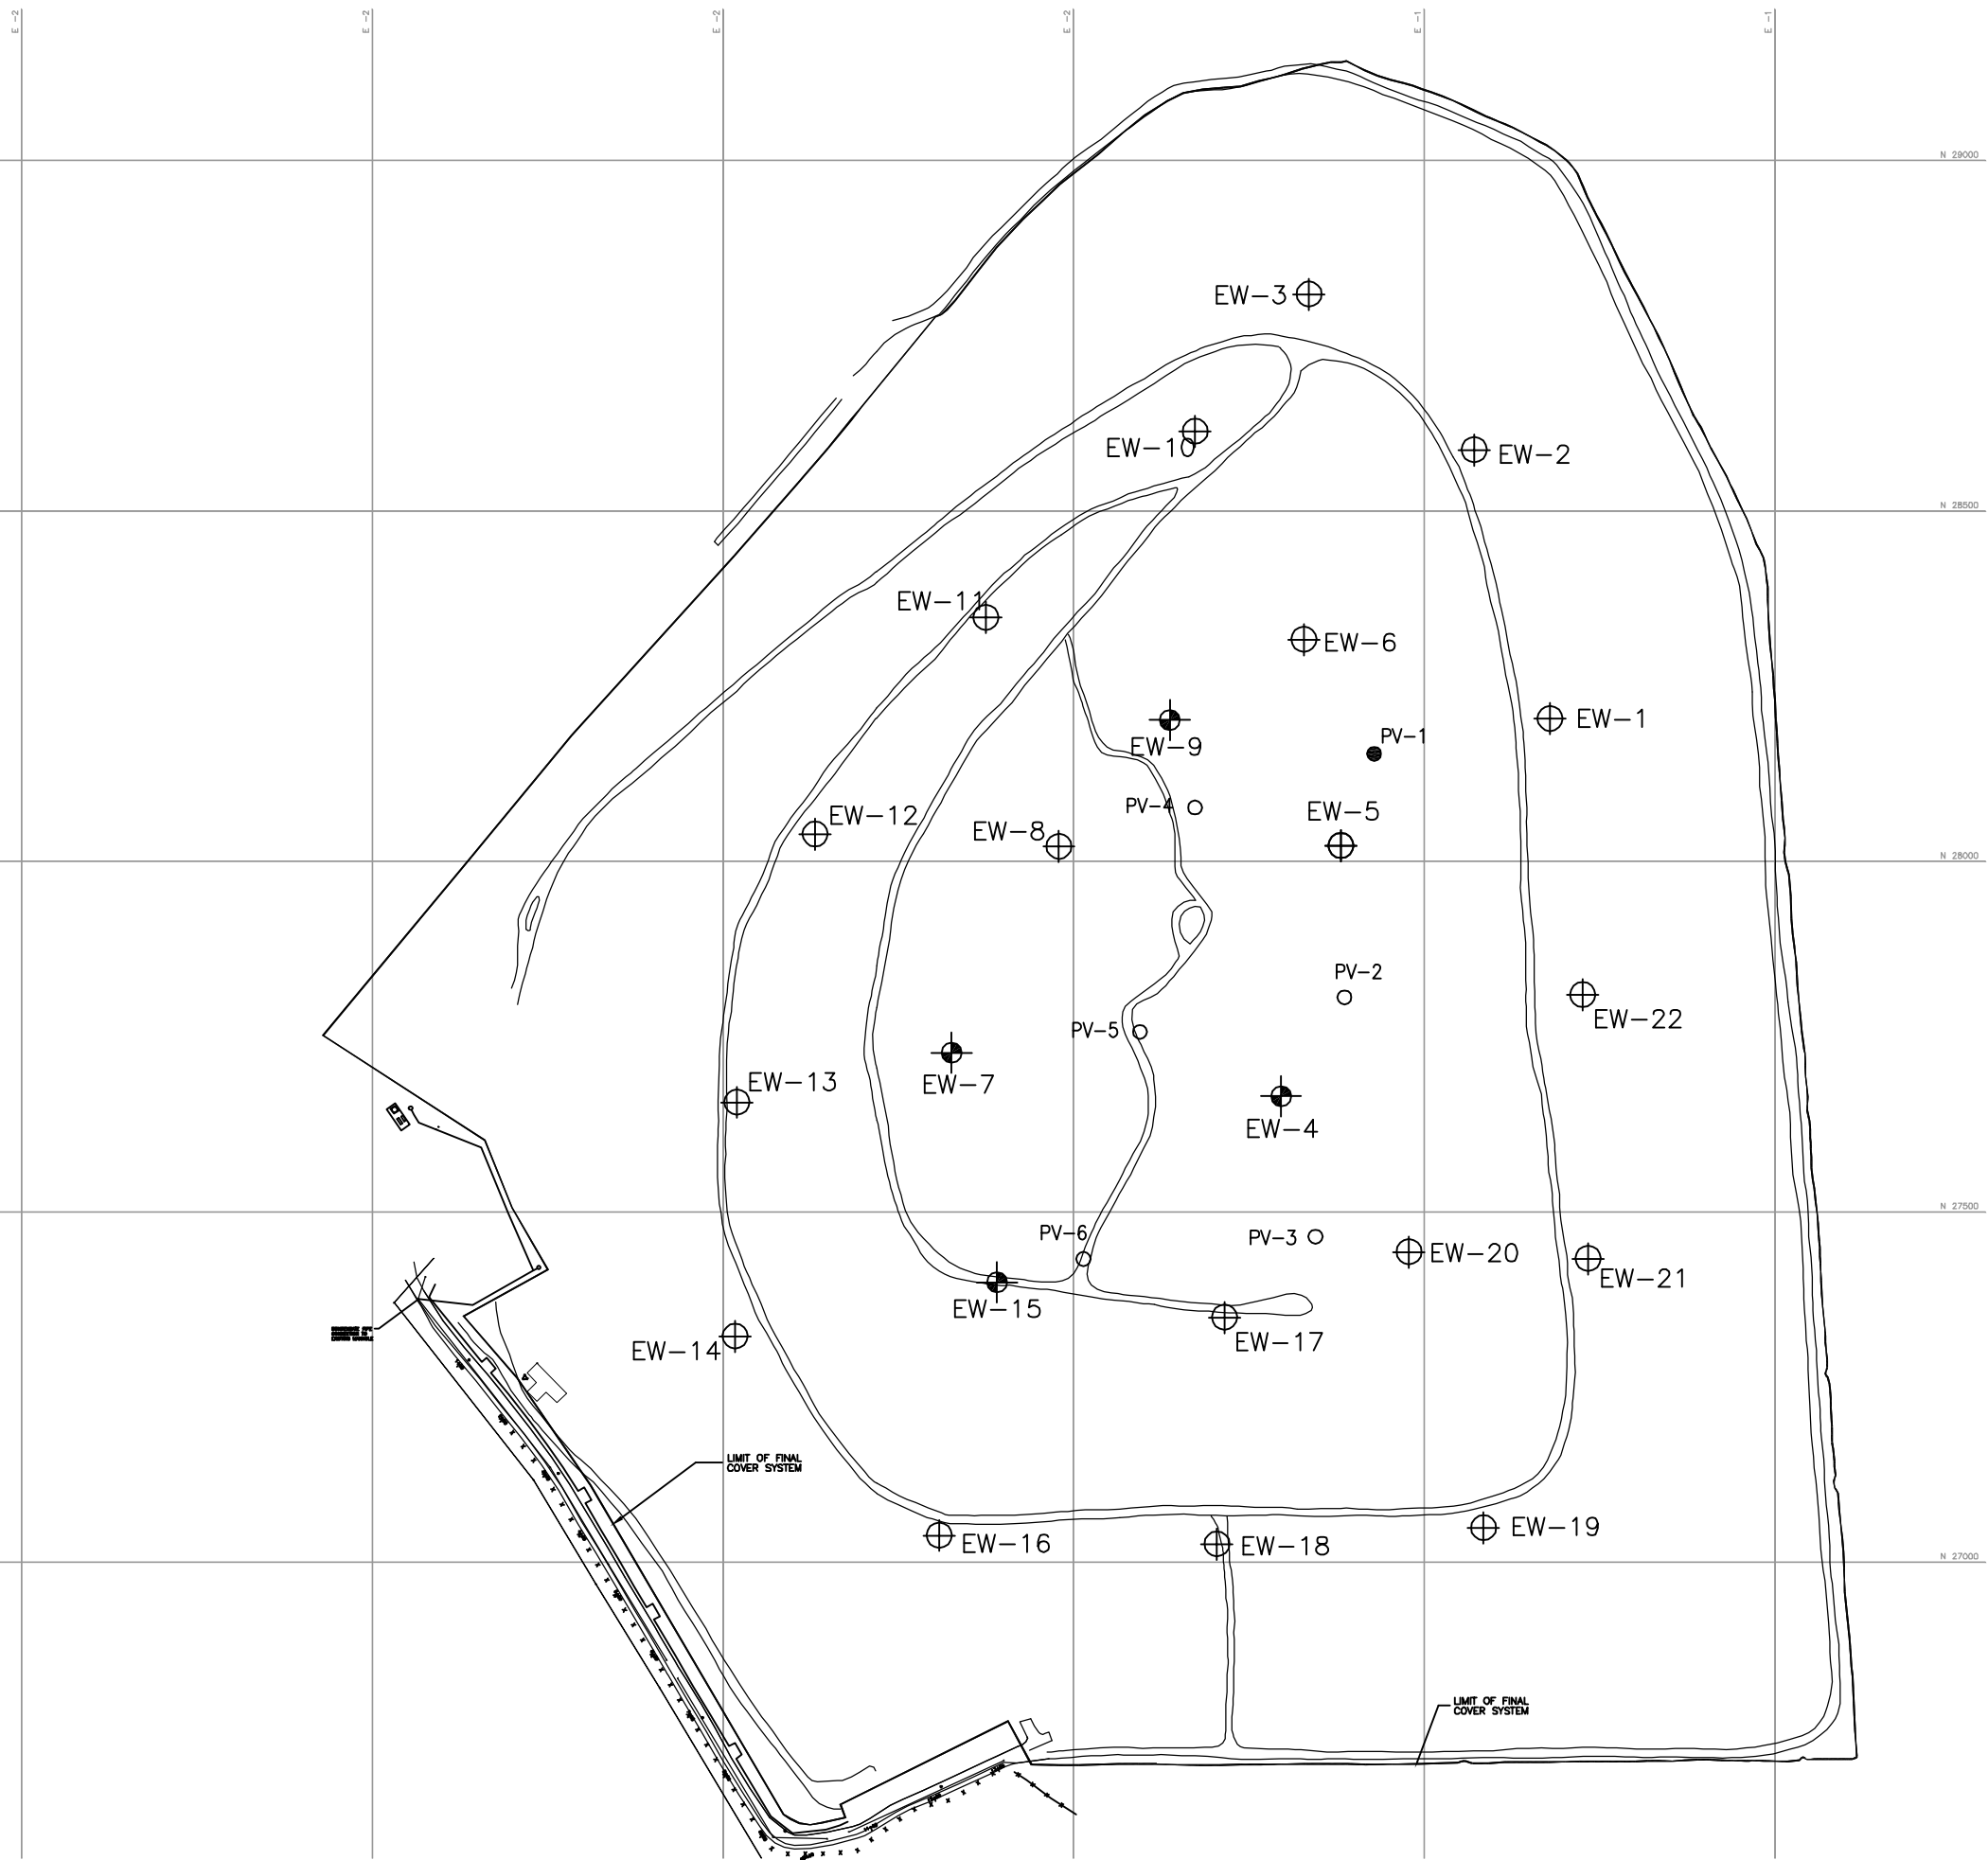 E -2
E -2
E -2
E -2
E -1
E -1
N 29000
EW-3
EW-10
EW-2
N 28500
EW-11
EW-6
EW-9
EW-1
PV-1
PV-4
EW-5
EW-12
EW-8
N 28000
PV-2
EW-22
PV-5
EW-13
EW-7
EW-4
N 27500
PV-6
PV-3
EW-20
EW-21
EW-15
EW-17
EW-14
LIMIT OF FINAL
COVER SYSTEM
EW-16
EW-18
EW-19
N 27000
LIMIT OF FINAL
COVER SYSTEM